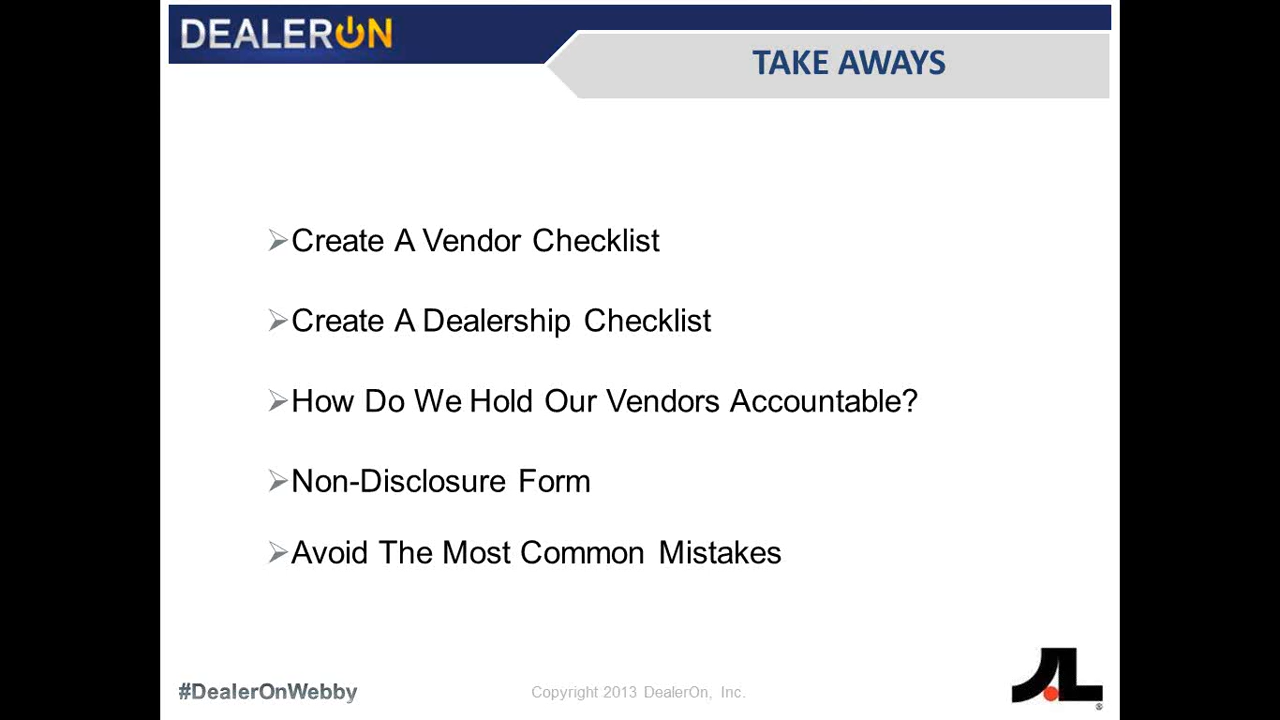 DEALERON
TAKE AWAYS
Create A Vendor Checklist
Create A Dealership Checklist
How Do We Hold Our Vendors Accountable?
Non-Disclosure Form
Avoid The Most Common Mistakes
#DealerOnWebby
Copyright 2013 DealerOn, Inc.
JL
®